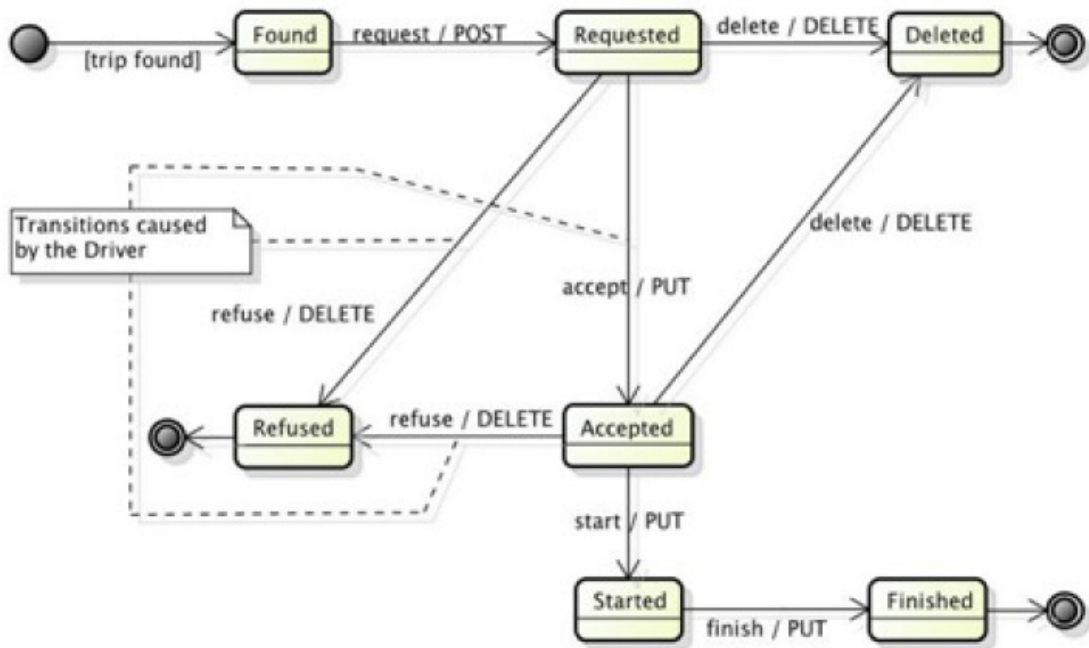 Found
request / POST
Requested
delete / DELETE
Deleted
[trip found]
Transitions caused
by the Driver
delete / DELETE
accept / PUT
refuse / DELETE
Refused
refuse / DELETE
Accepted
start / PUT
Started
finish / PUT
Finished